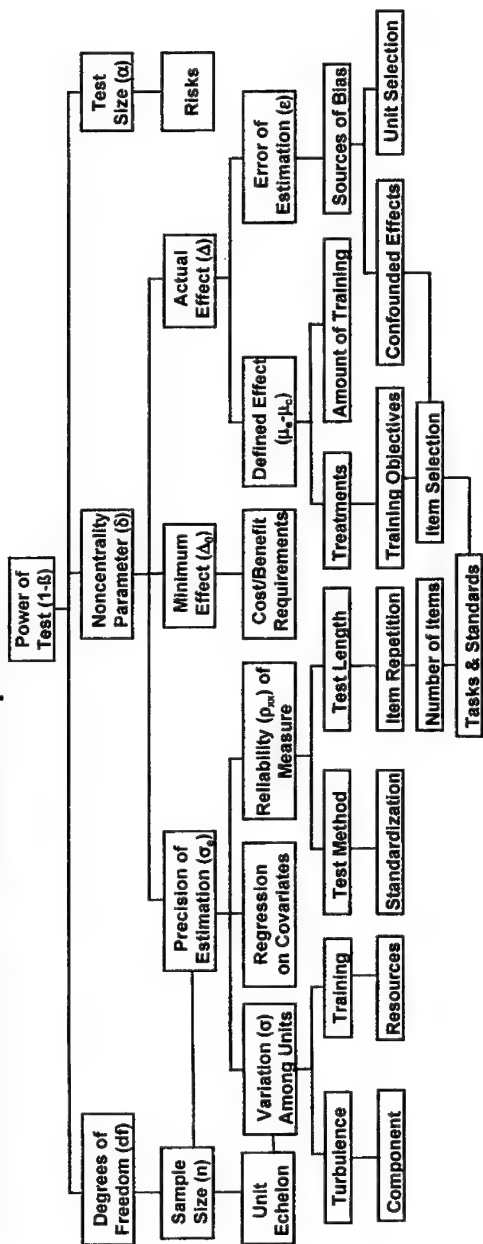 Power of
Test (1-ß)
Degrees of
Freedom (df)
Noncentrality
Parameter (δ)
Test
Size (α)
Sample
Size (n)
Precision of
Estimation (σₑ)
Minimum
Effect (Δ₀)
Actual
Effect (Δ)
Risks
Unit
Echelon
Variation (σ)
Among Units
Regression
on Covariates
Reliability (ρₓₓ) of
Measure
Cost/Benefit
Requirements
Defined Effect
(μₑ-μc)
Error of
Estimation (ε)
Turbulence
Training
Test Method
Test Length
Treatments
Amount of Training
Sources of Bias
Component
Resources
Standardization
Item Repetition
Training Objectives
Confounded Effects
Unit Selection
Number of Items
Item Selection
Tasks & Standards